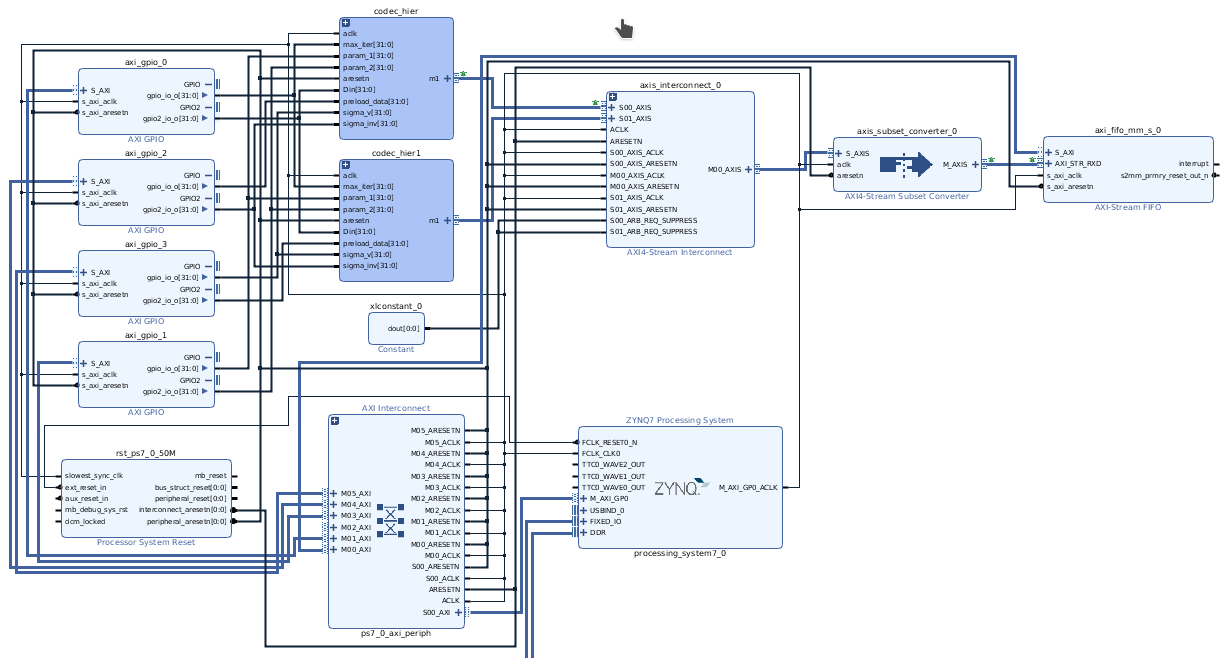 codec_hier
aclk
max_iter[31:0]
param_1[31:0]
param_2[31:0]
aresetn
Din[31:0]
preload_data[31:0]
sigma_v[31:0]
sigma_inv[31:0]
m1
axi_gpio_0
S_AXI
s_axi_aclk
s_axi_aresetn
GPIO
gpio_io_o[31:0]
GPIO2
gpio2_io_o[31:0]
AXI GPIO
axi_gpio_2
S_AXI
s_axi_aclk
s_axi_aresetn
GPIO
gpio_io_o[31:0]
GPIO2
gpio2_io_o[31:0]
AXI GPIO
axi_gpio_3
S_AXI
s_axi_aclk
s_axi_aresetn
GPIO
gpio_io_o[31:0]
GPIO2
gpio2_io_o[31:0]
AXI GPIO
axi_gpio_1
S_AXI
s_axi_aclk
s_axi_aresetn
GPIO
gpio_io_o[31:0]
GPIO2
gpio2_io_o[31:0]
AXI GPIO
codec_hier1
aclk
max_iter[31:0]
param1[31:0]
param_2[31:0]
aresetn
Din[31:0]
preload_data[31:0]
sigma_v[31:0]
sigma_inv[31:0]
m1
xlconstant_0
dout[0:0]
Constant
axis_interconnect_0
S00_AXIS
S01_AXIS
ACLK
ARESETN
S00_AXIS_ACLK
S00_AXIS_ARESETN
M00_AXIS_ACLK
M00_AXIS_ARESETN
S01_AXIS_ACLK
S01_AXIS_ARESETN
S00_ARB_REQ_SUPPRESS
S01_ARB_REQ_SUPPRESS
M00_AXIS
AXI4-Stream Interconnect
axis_subset_converter_0
S_AXIS
aclk
aresetn
M_AXIS
AXI4-Stream Subset Converter
axi_fifo_mm_s_0
S_AXI
AXI_STR_RXD
s_axi_aclk
s_axi_aresetn
interrupt
s2mm_prmry_reset_out_n
AXI-Stream FIFO
rst_ps7_0_50M
slowest_sync_clk
ext_reset_in
aux_reset_in
mb_debug_sys_rst
dcm_locked
mb_reset
bus_struct_reset[0:0]
peripheral_reset[0:0]
interconnect_aresetn[0:0]
peripheral_aresetn[0:0]
Processor System Reset
AXI Interconnect
M05_AXI
M04_AXI
M03_AXI
M02_AXI
M01_AXI
M00_AXI
M05_ARESETN
M05_ACLK
M04_ARESETN
M04_ACLK
M03_ARESETN
M03_ACLK
M02_ARESETN
M02_ACLK
M01_ARESETN
M01_ACLK
M00_ARESETN
M00_ACLK
S00_ARESETN
S00_ACLK
ARESETN
ACLK
S00_AXI
ps7_0_axi_periph
ZYNQ7 Processing System
FCLK_RESET0_N
FCLK_CLK0
TTC0_WAVE2_OUT
TTC0_WAVE1_OUT
TTC0_WAVE0_OUT
M_AXI_GP0
USBIND_0
FIXED_IO
DDR
ZYNQ
M_AXI_GP0_ACLK
processing_system7_0